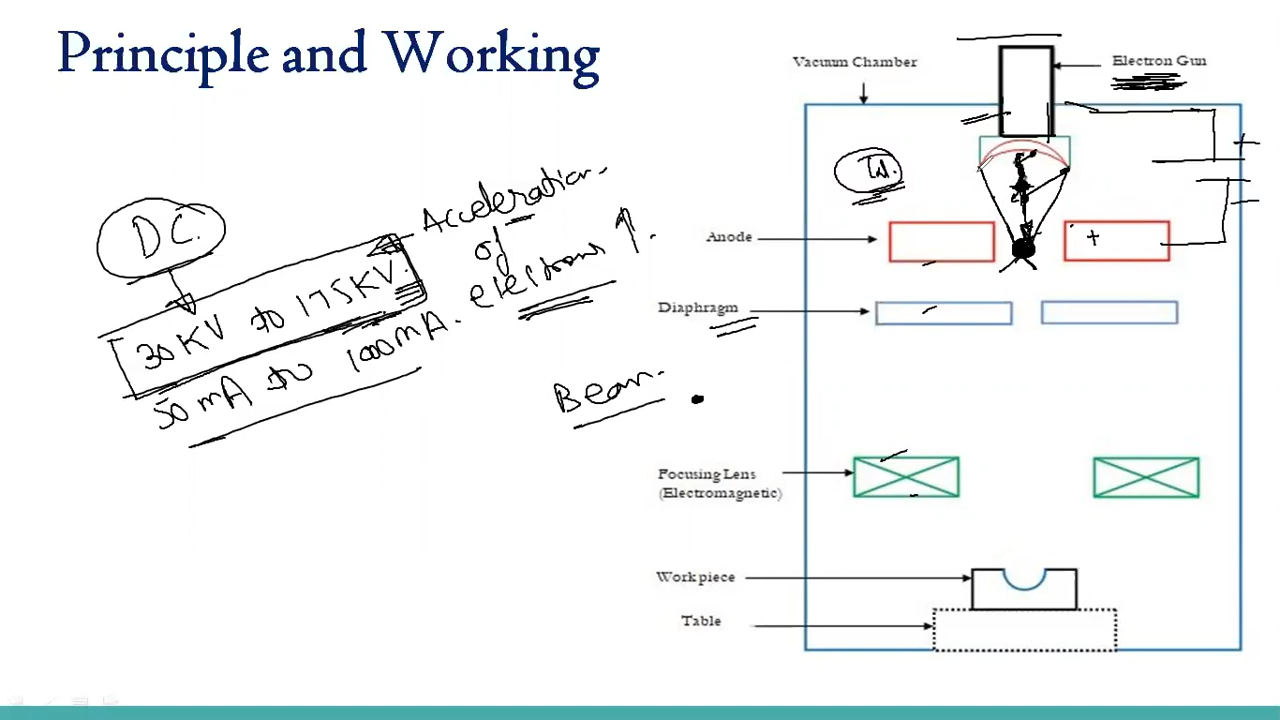 Principle and Working
DC.
30KV to 175KV.
50mA to 1000mA.
Acceleration
of
electrons ↑.
Beam.
Vacuum Chamber
Electron Gun
+
-
Anode
+
Diaphragm
Focusing Lens
(Electromagnetic)
Workpiece
Table